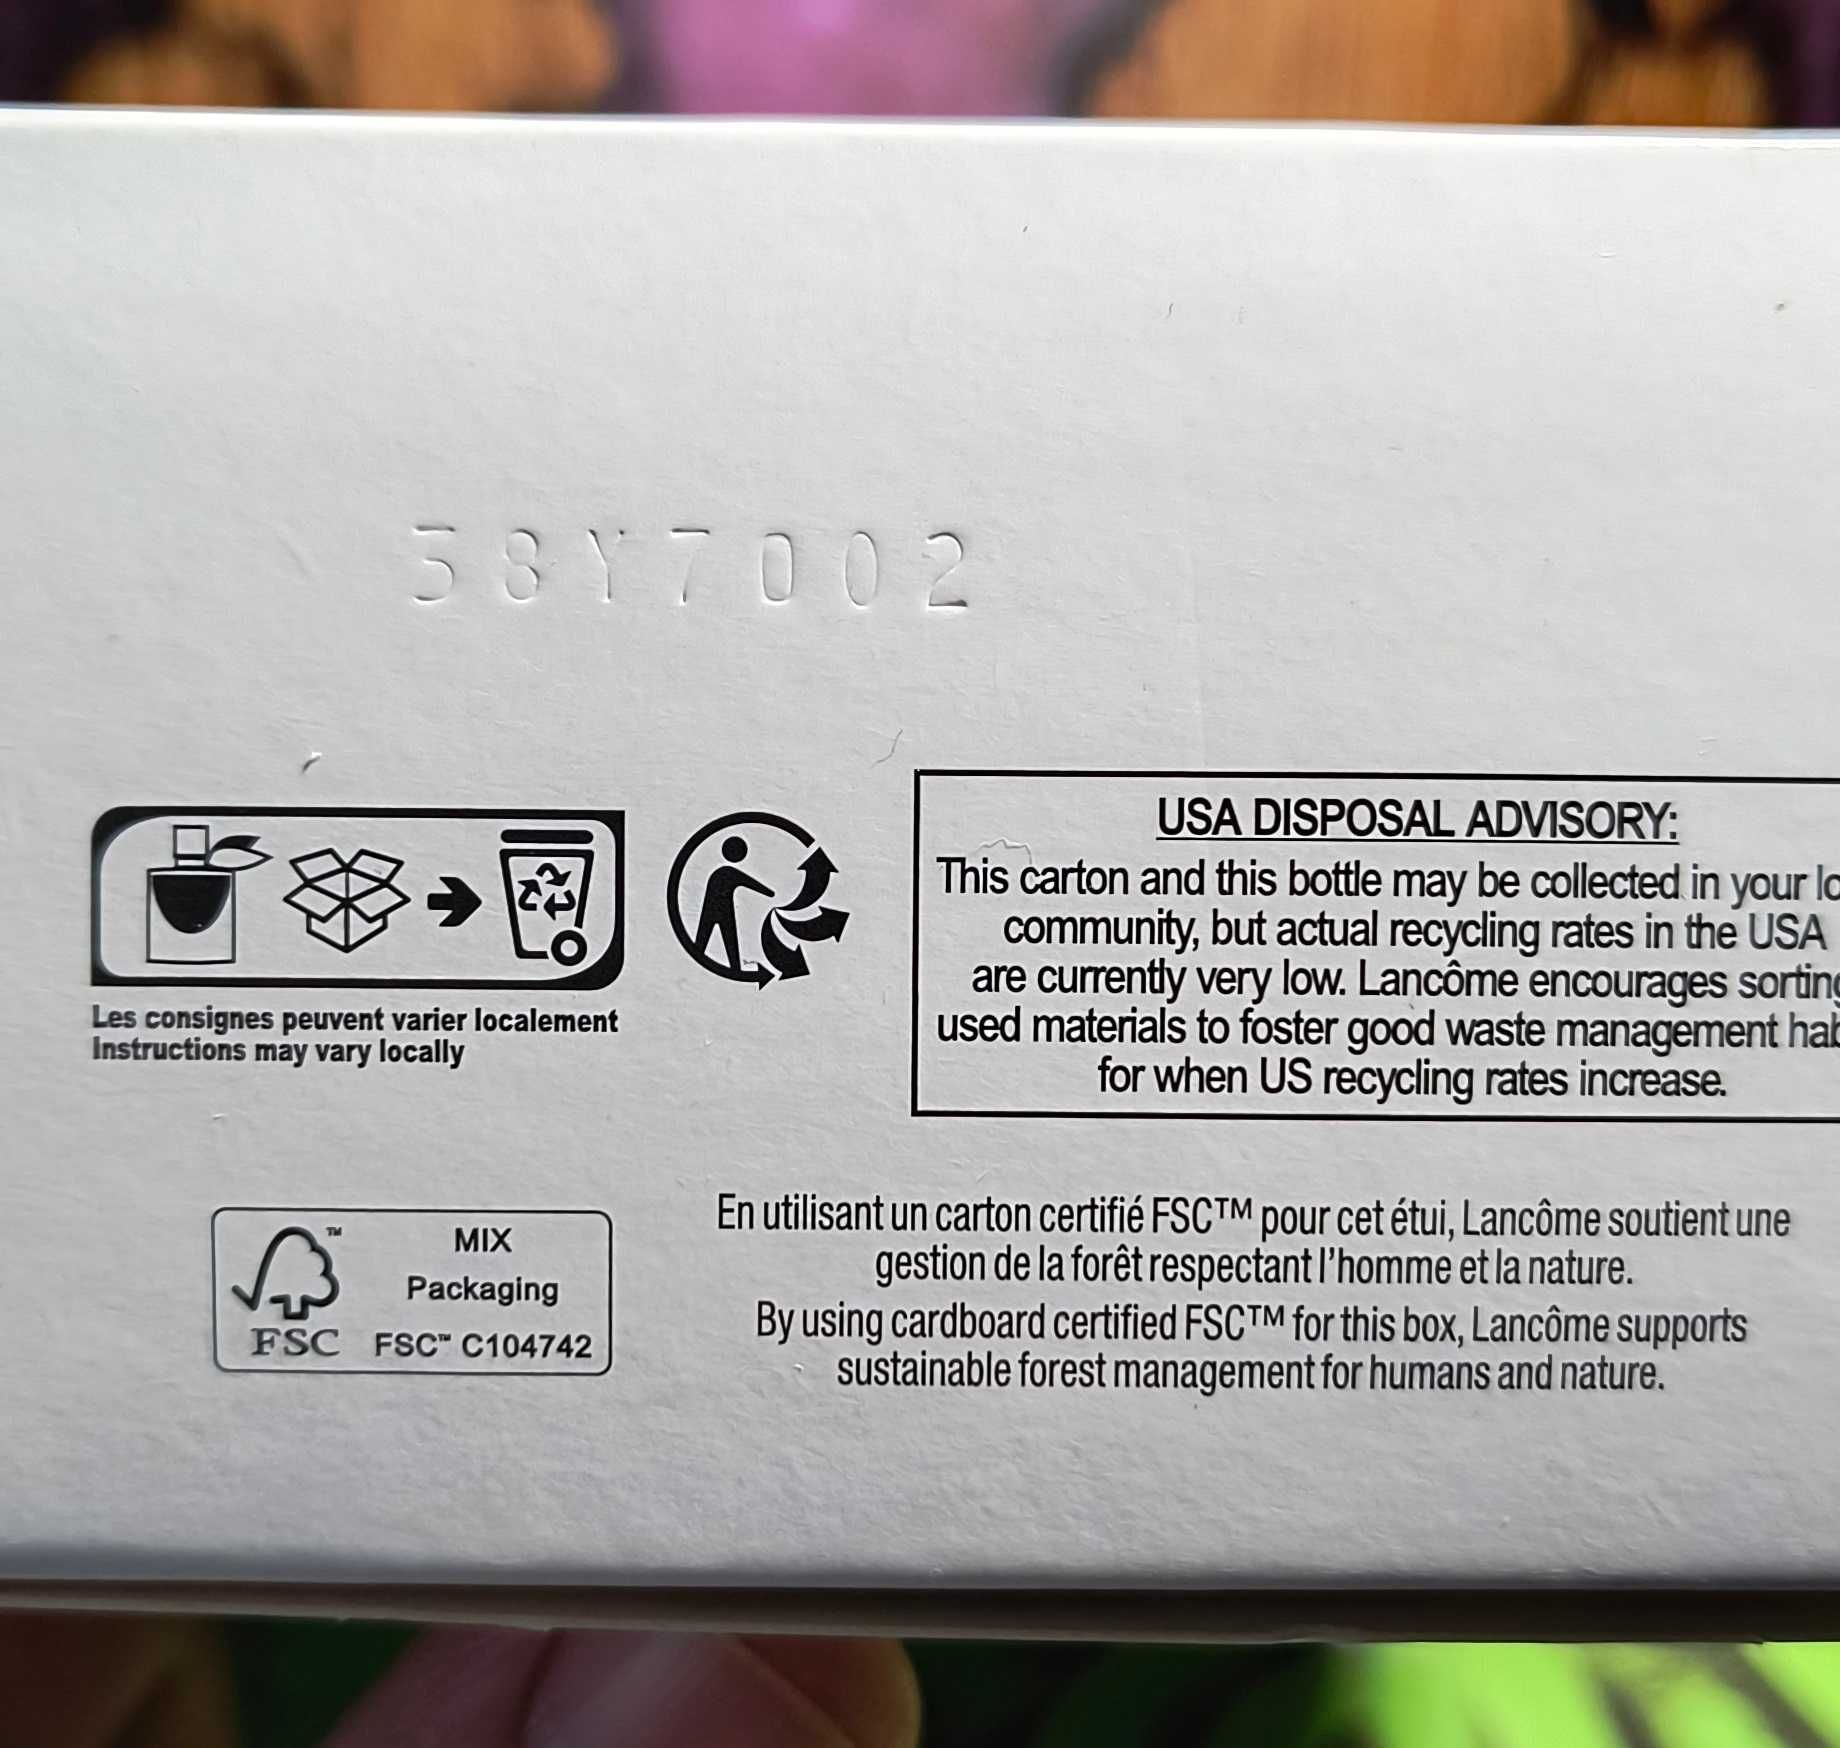 38Y7002
Les consignes peuvent varier localement
Instructions may vary locally
USA DISPOSAL ADVISORY:
This carton and this bottle may be collected in your
community, but actual recycling rates in the USA
are currently very low. Lancôme encourages sorting
used materials to foster good waste management
for when US recycling rates increase.
FSC
™
MIX
Packaging
FSC™ C104742
En utilisant un carton certifié FSC™ pour cet étui, Lancôme soutient une
gestion de la forêt respectant l'homme et la nature.
By using cardboard certified FSC™ for this box, Lancôme supports
sustainable forest management for humans and nature.